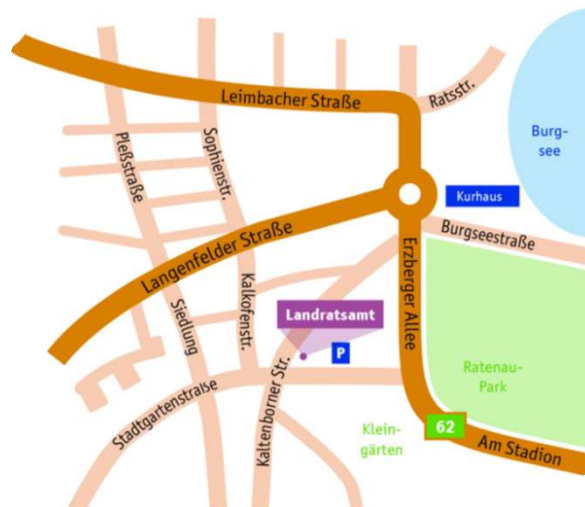 Leimbacher Straße
Ratsstr.
Burg-
see
Pleßstraße
Sophienstr.
Kurhaus
Burgseestraße
Langenfelder Straße
Erzberger Allee
Kalkofenstr.
Siedlung
Landratsamt
P
Ratenau-
Park
Stadtgartenstraße
Kaltenborner Str.
Klein-
gärten
62
Am Stadion